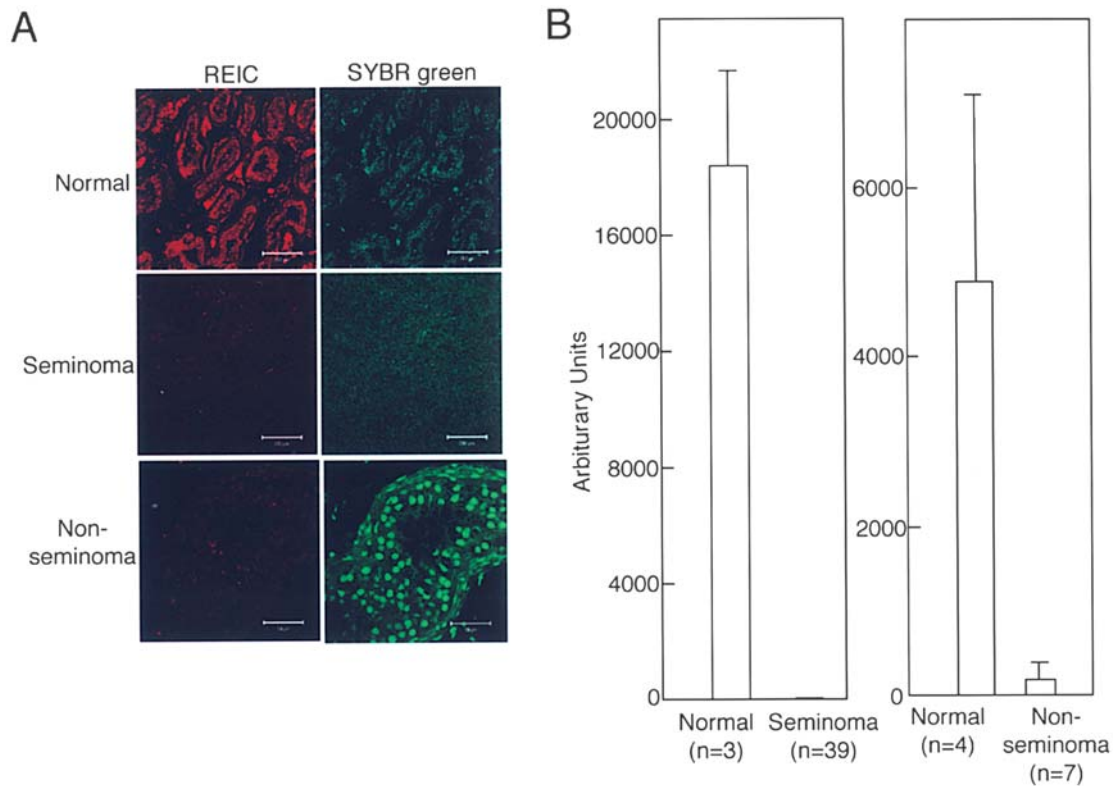 A
REIC
SYBR green
Normal
Seminoma
Non-
seminoma
B
Arbiturary Units
20000
16000
12000
8000
4000
0
Normal
(n=3)
Seminoma
(n=39)
6000
4000
2000
0
Normal
(n=4)
Non-
seminoma
(n=7)